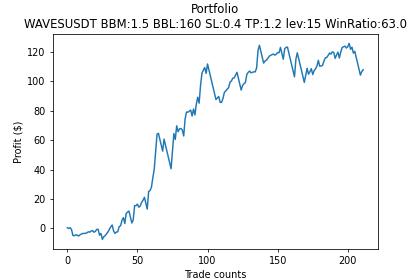 Portfolio
WAVESUSDT BBM:1.5 BBL:160 SL:0.4 TP:1.2 lev:15 WinRatio:63.0
120
100
80
60
40
20
0
Profit ($)
0 50 100 150 200
Trade counts